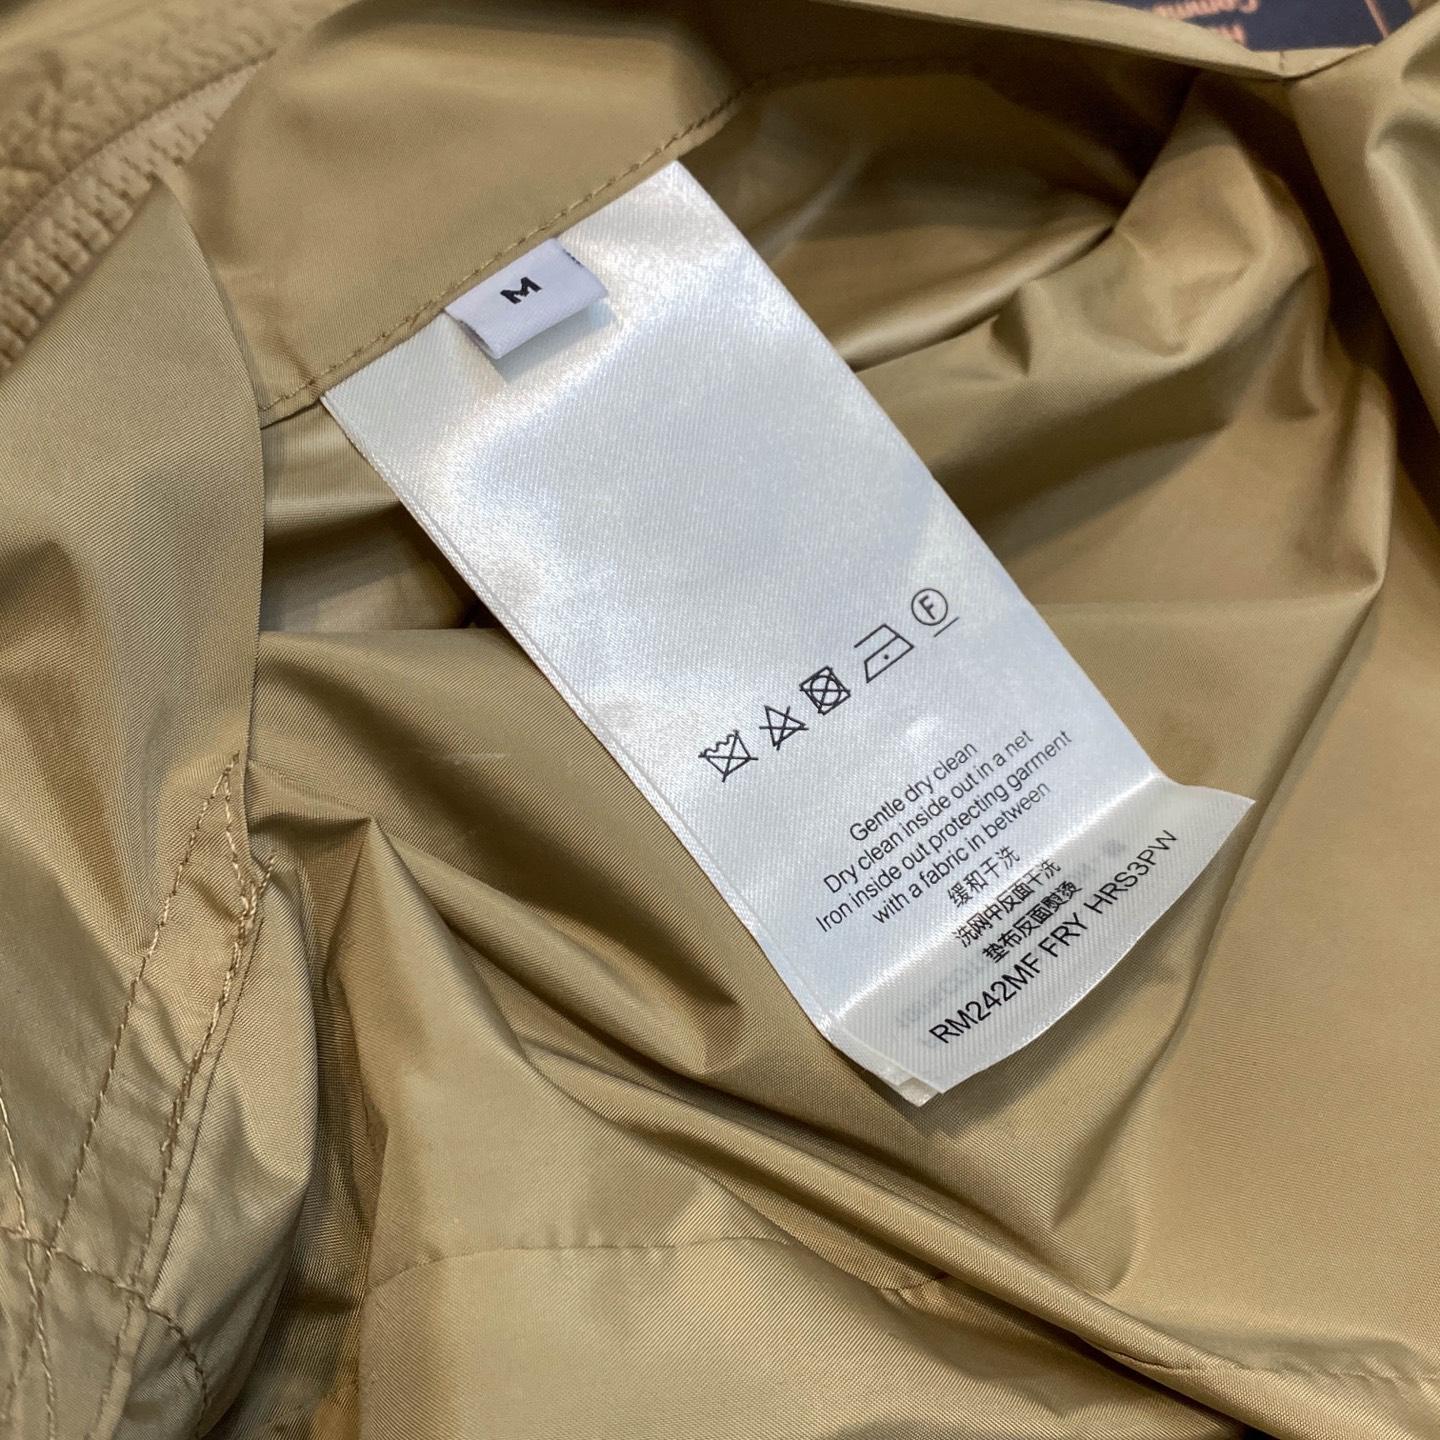 M
F
Gentle dry clean
Dry clean inside out in a net
Iron inside out protecting garment
with a fabric in between
缓和干洗
洗网中反面干洗
垫布反面熨烫
RM242MF FRY HRS3PW